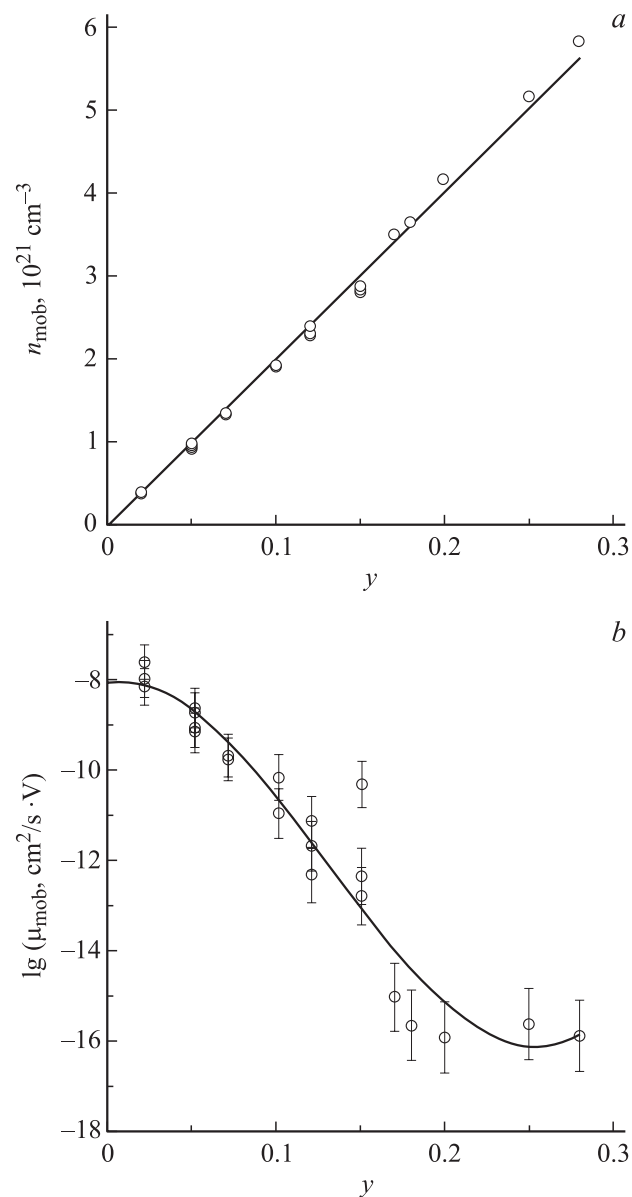 a
6
5
4
3
2
1
0
n_mob, 10^21 cm^–3
0 0.1 0.2 0.3
y
b
–8
–10
–12
–14
–16
–18
lg (μ_mob, cm^2/s ·V)
0 0.1 0.2 0.3
y